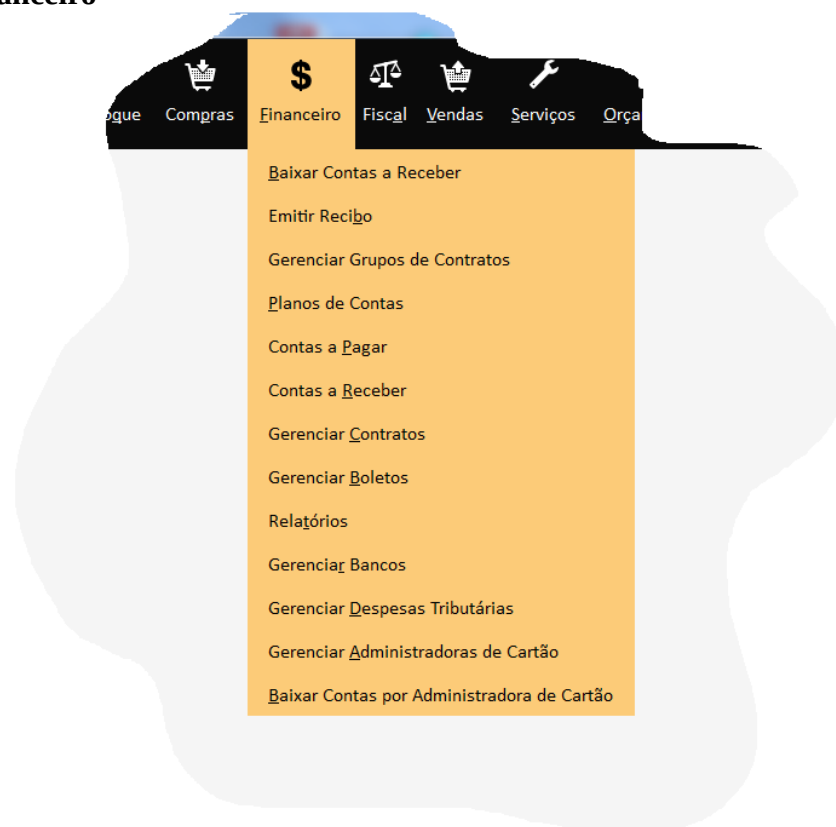 Compras Financeiro Fiscal Vendas Serviços
Baixar Contas a Receber
Emitir Recibo
Gerenciar Grupos de Contratos
Planos de Contas
Contas a Pagar
Contas a Receber
Gerenciar Contratos
Gerenciar Boletos
Relatórios
Gerenciar Bancos
Gerenciar Despesas Tributárias
Gerenciar Administradoras de Cartão
Baixar Contas por Administradora de Cartão